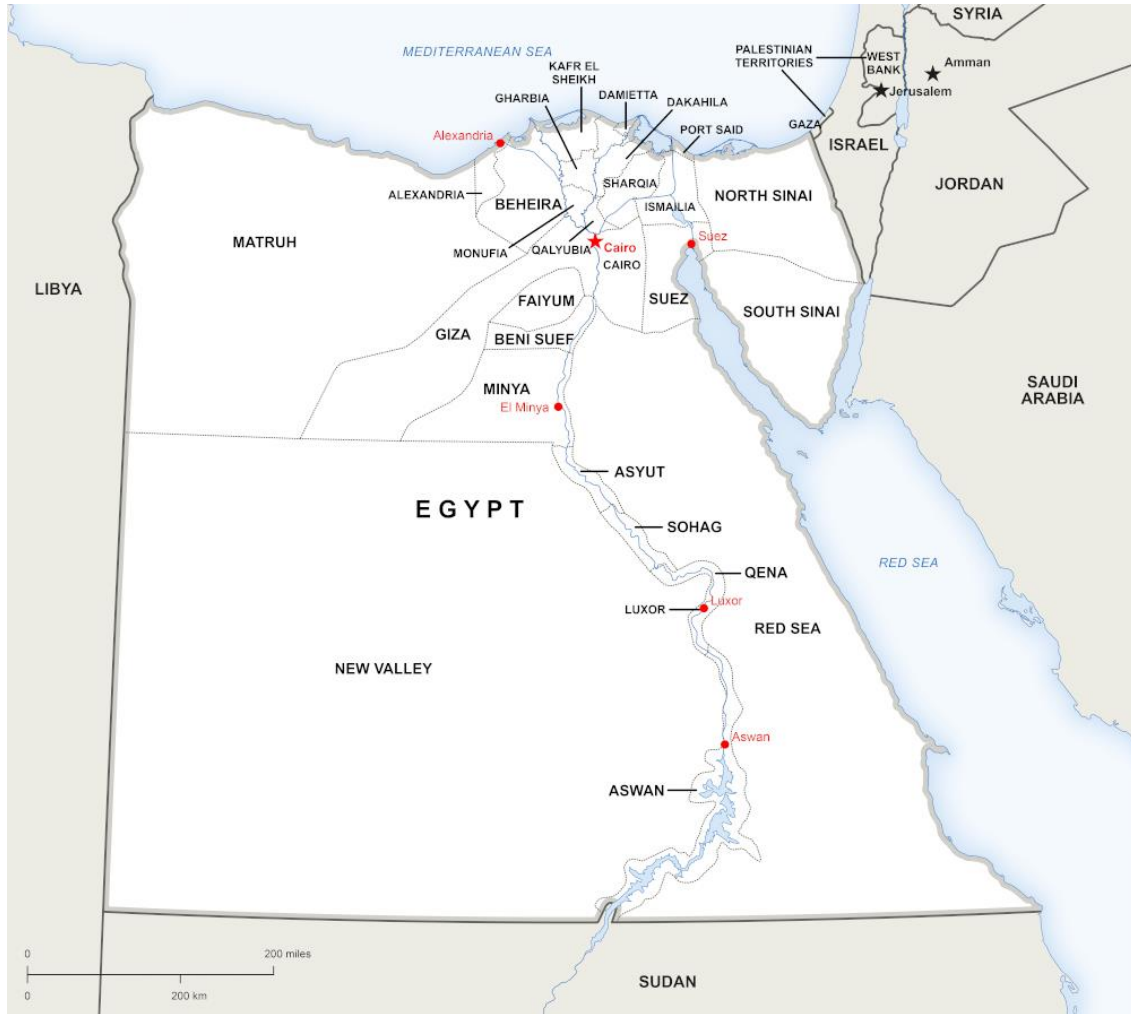 SYRIA
MEDITERRANEAN SEA
PALESTINIAN
TERRITORIES
WEST
BANK
Amman
Jerusalem
KAFR EL
SHEIKH
GHARBIA
DAMIETTA
DAKAHILA
PORT SAID
GAZA
ISRAEL
Alexandria
JORDAN
ALEXANDRIA
BEHEIRA
SHARQIA
ISMAILIA
NORTH SINAI
MATRUH
MONUFIA
QALYUBIA
Cairo
CAIRO
Suez
LIBYA
FAIYUM
SUEZ
SOUTH SINAI
GIZA
BENI SUEF
MINYA
El Minya
SAUDI
ARABIA
ASYUT
EGYPT
SOHAG
RED SEA
QENA
LUXOR
Luxor
RED SEA
NEW VALLEY
Aswan
ASWAN
0 200 miles
0 200 km
SUDAN